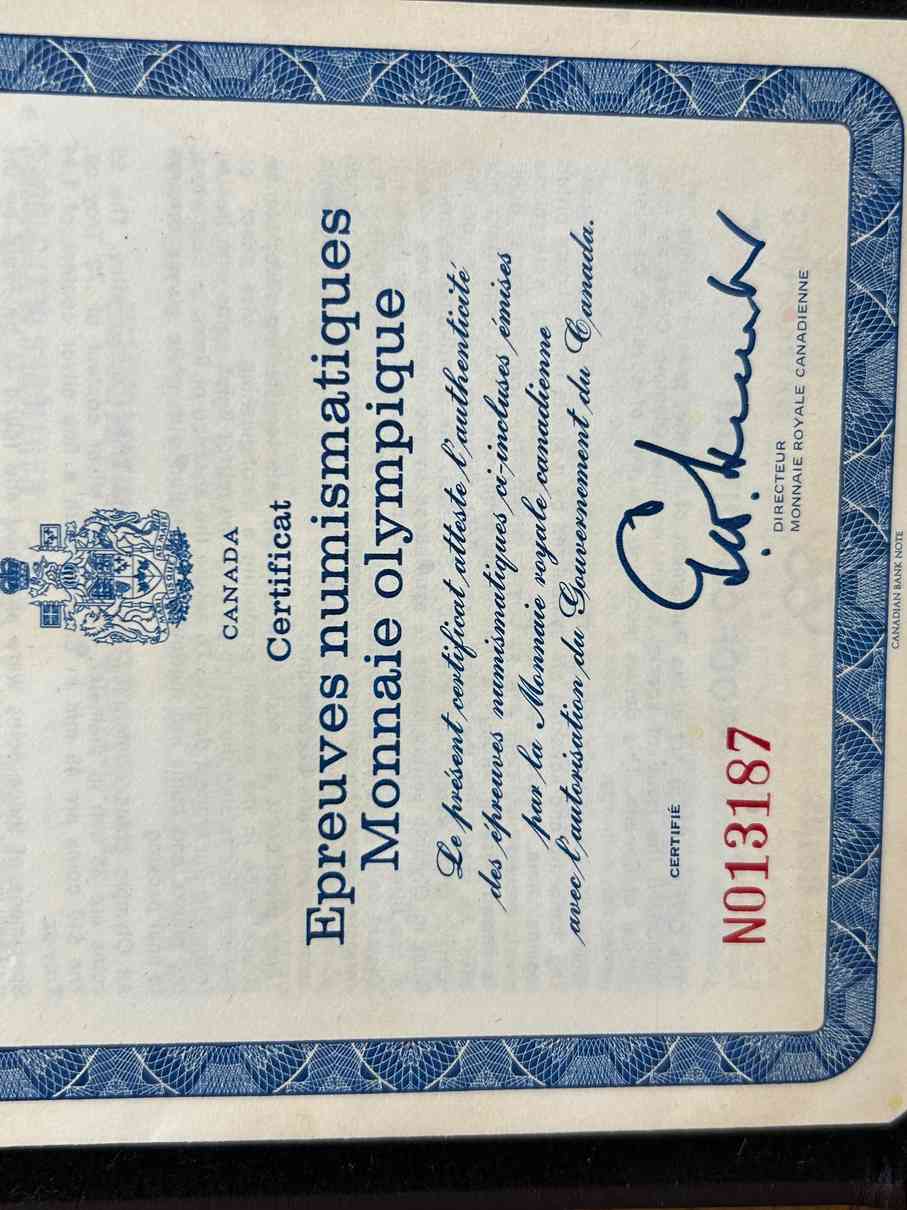 CANADA
Certificat
Epreuves numismatiques
Monnaie olympique
Le présent certificat atteste l'authenticité
des épreuves numismatiques ci-incluses émises
par la Monnaie royale canadienne
avec l'autorisation du Gouvernement du Canada.
CERTIFIÉ
N013187
DIRECTEUR
MONNAIE ROYALE CANADIENNE
CANADIAN BANK NOTE